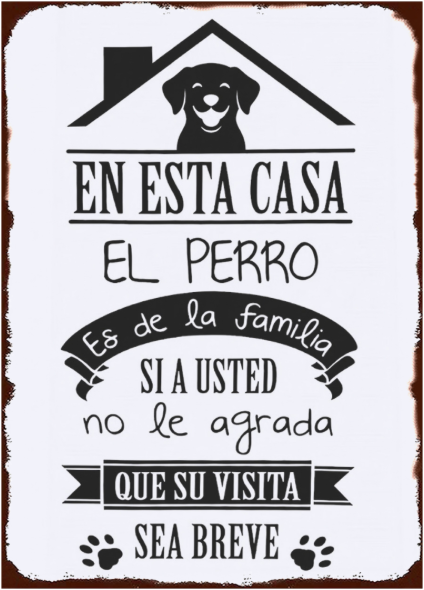 EN ESTA CASA
EL PERRO
Es de la familia
SI A USTED
no le agrada
QUE SU VISITA
SEA BREVE